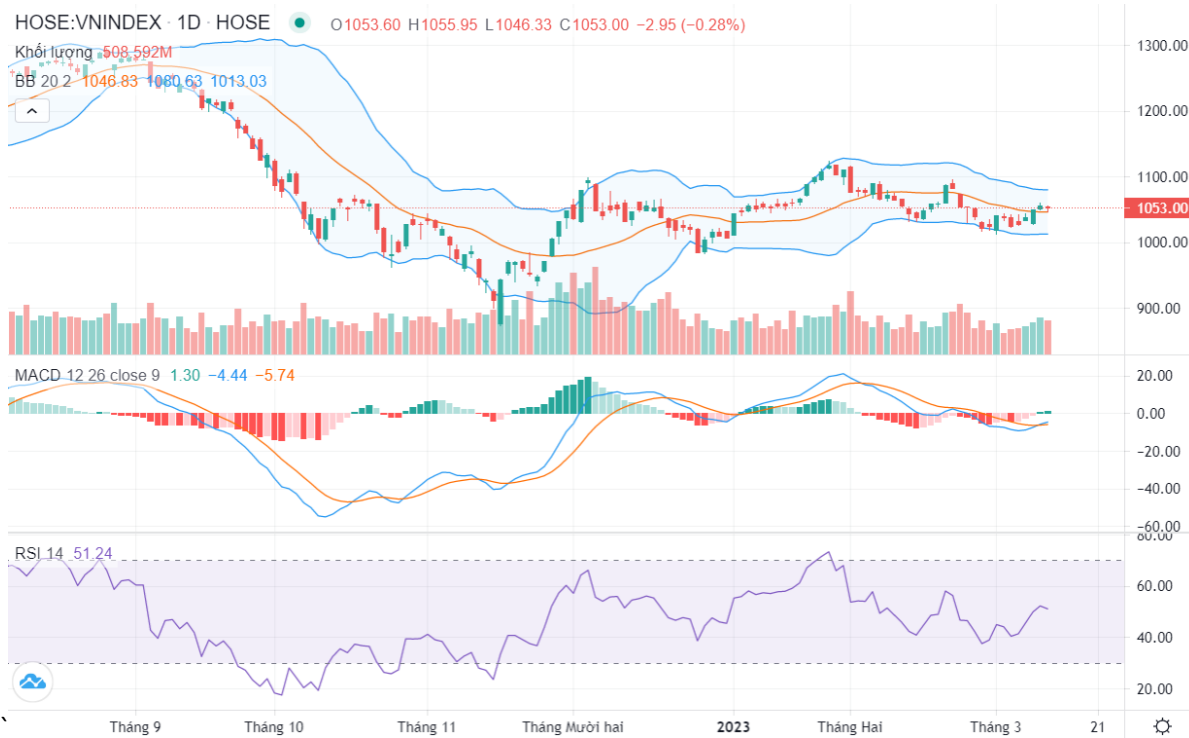 HOSE:VNINDEX · 1D · HOSE O1053.60 H1055.95 L1046.33 C1053.00 −2.95 (−0.28%)
Khối lượng 508.592M
BB 20 2 1046.83 1080.63 1013.03
1300.00
1200.00
1100.00
1053.00
1000.00
900.00
MACD 12 26 close 9 1.30 −4.44 −5.74
20.00
0.00
−20.00
−40.00
−60.00
80.00
RSI 14 51.24
60.00
40.00
20.00
Tháng 9 Tháng 10 Tháng 11 Tháng Mười hai 2023 Tháng Hai Tháng 3 21